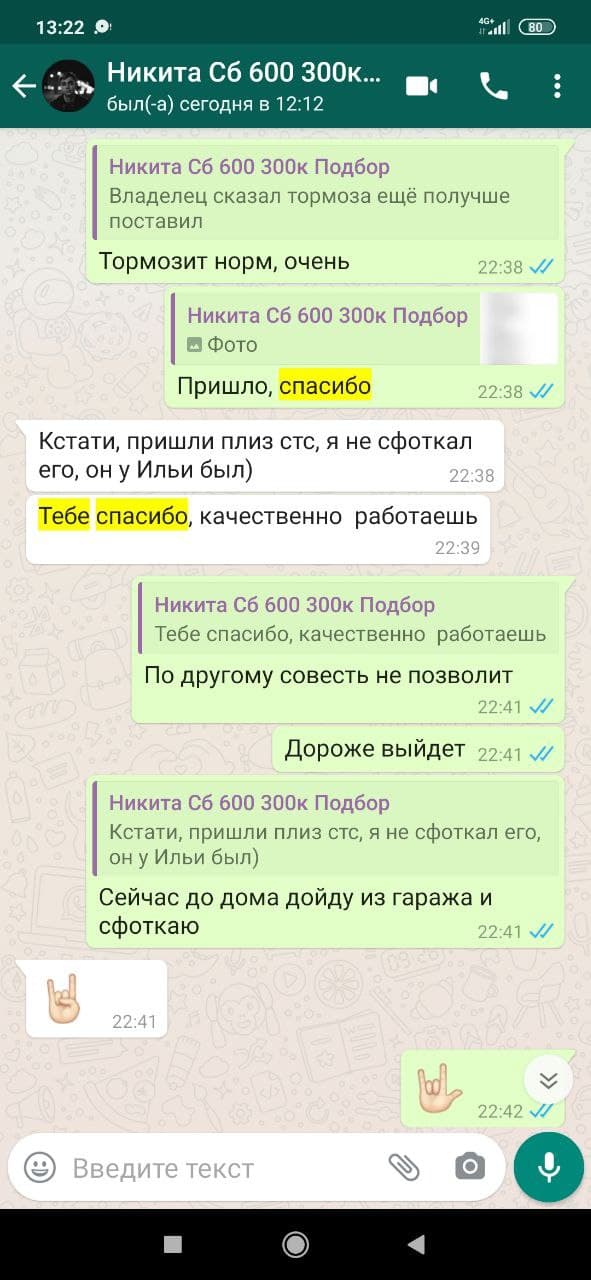 13:22
4G+
80
Никита Сб 600 300к...
был(-а) сегодня в 12:12
Никита Сб 600 300к Подбор
Владелец сказал тормоза ещё получше
поставил
Тормозит норм, очень
22:38
Никита Сб 600 300к Подбор
Фото
Пришло, спасибо
22:38
Кстати, пришли плиз стс, я не сфоткал
его, он у Ильи был)
22:38
Тебе спасибо, качественно работаешь
22:39
Никита Сб 600 300к Подбор
Тебе спасибо, качественно работаешь
По другому совесть не позволит
22:41
Дороже выйдет
22:41
Никита Сб 600 300к Подбор
Кстати, пришли плиз стс, я не сфоткал его,
он у Ильи был)
Сейчас до дома дойду из гаража и
сфоткаю
22:41
22:41
22:42
Введите текст